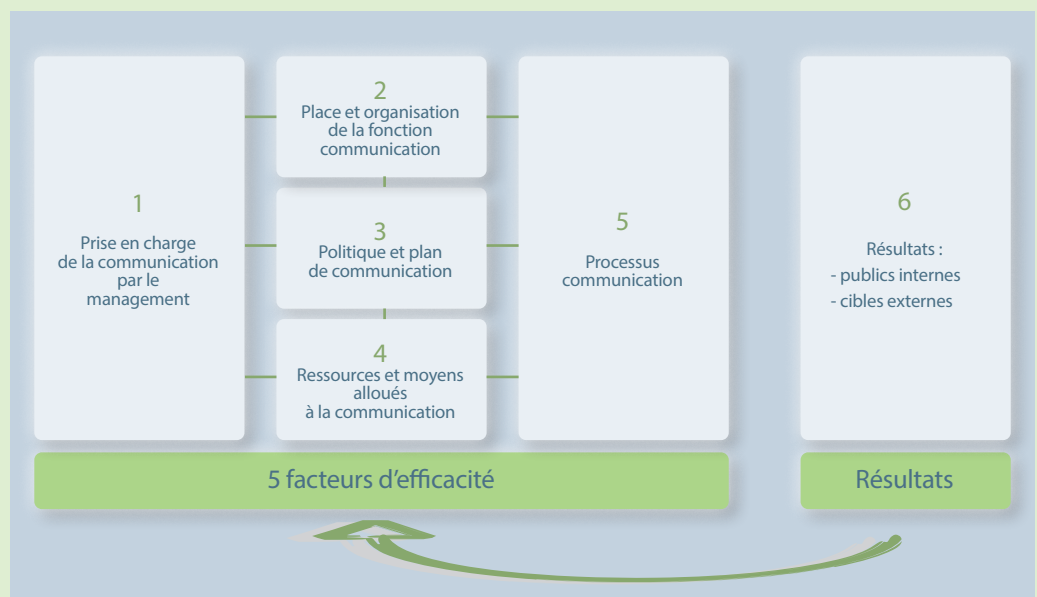 1
Prise en charge
de la communication
par le
management
2
Place et organisation
de la fonction
communication
3
Politique et plan
de communication
4
Ressources et moyens
alloués
à la communication
5
Processus
communication
6
Résultats :
- publics internes
- cibles externes
5 facteurs d'efficacité
Résultats